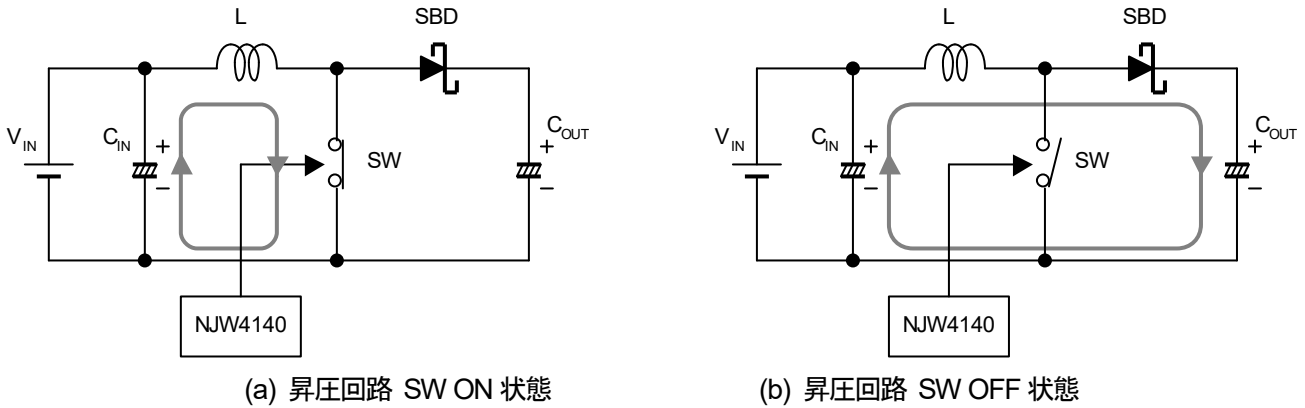 L
SBD
V_IN
C_IN
+
−
SW
C_OUT
+
−
NJW4140
(a) 昇圧回路 SW ON 状態
L
SBD
V_IN
C_IN
+
−
SW
C_OUT
+
−
NJW4140
(b) 昇圧回路 SW OFF 状態